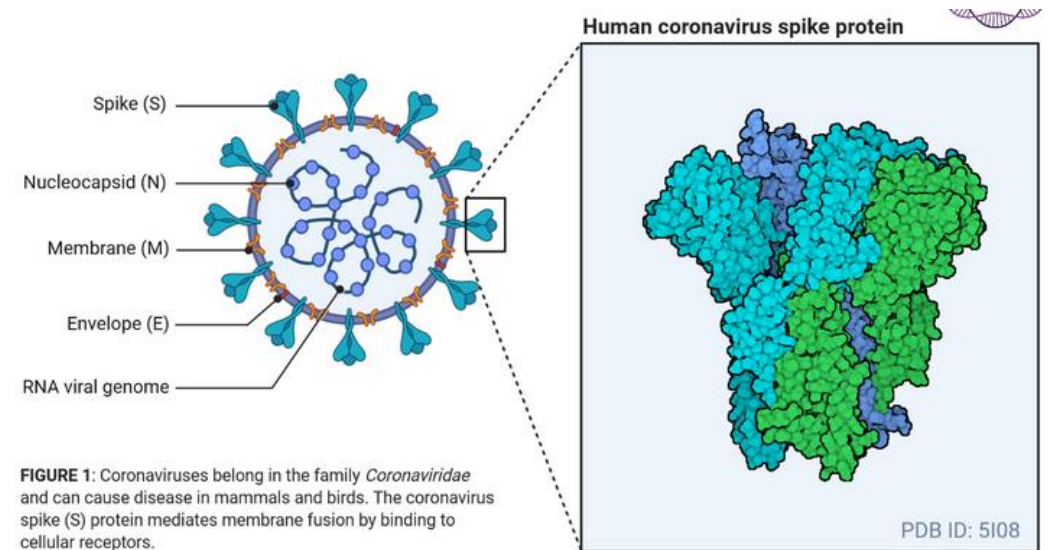 Human coronavirus spike protein
Spike (S)
Nucleocapsid (N)
Membrane (M)
Envelope (E)
RNA viral genome
FIGURE 1: Coronaviruses belong in the family Coronaviridae
and can cause disease in mammals and birds. The coronavirus
spike (S) protein mediates membrane fusion by binding to
cellular receptors.
PDB ID: 5I08